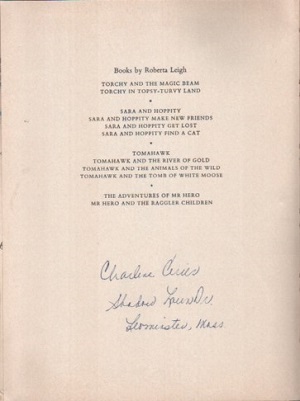 Books by Roberta Leigh
TORCHY AND THE MAGIC BEAM
TORCHY IN TOPSY-TURVY LAND
SARA AND HOPPITY
SARA AND HOPPITY MAKE NEW FRIENDS
SARA AND HOPPITY GET LOST
SARA AND HOPPITY FIND A CAT
TOMAHAWK
TOMAHAWK AND THE RIVER OF GOLD
TOMAHAWK AND THE ANIMALS OF THE WILD
TOMAHAWK AND THE TOMB OF WHITE MOOSE
THE ADVENTURES OF MR HERO
MR HERO AND THE RAGGLER CHILDREN
Charlene
Shadow Dr
Leominster, Mass